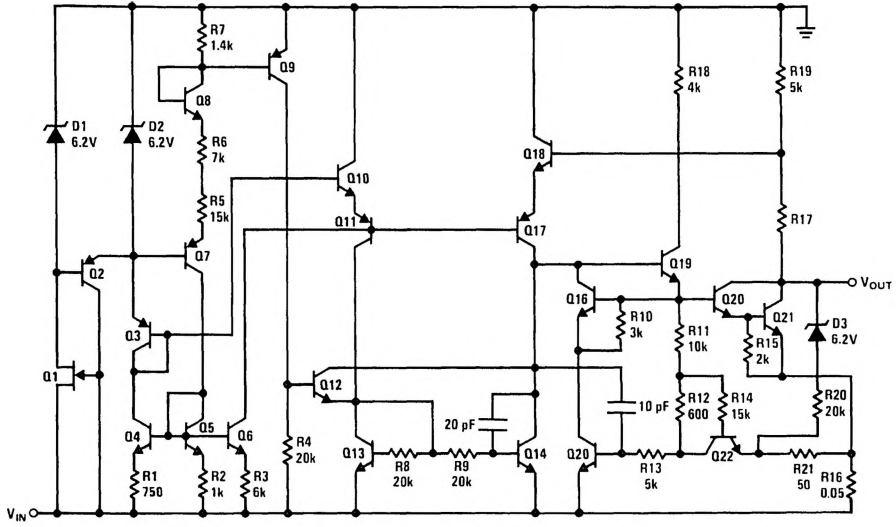 R7
1.4k
Q9
Q8
R18
4k
R19
5k
D1
6.2V
D2
6.2V
R6
7k
Q18
Q10
R5
15k
Q11
Q17
R17
Q2
Q7
Q19
VOUT
Q16
Q20
Q21
R10
3k
Q3
R11
10k
R15
2k
D3
6.2V
Q1
Q12
10 pF
R12
600
R14
15k
R20
20k
20 pF
Q4
Q5
Q6
R4
20k
Q13
R8
20k
R9
20k
Q14
Q20
R13
5k
Q22
R21
50
R16
0.05
R1
750
R2
1k
R3
6k
VIN